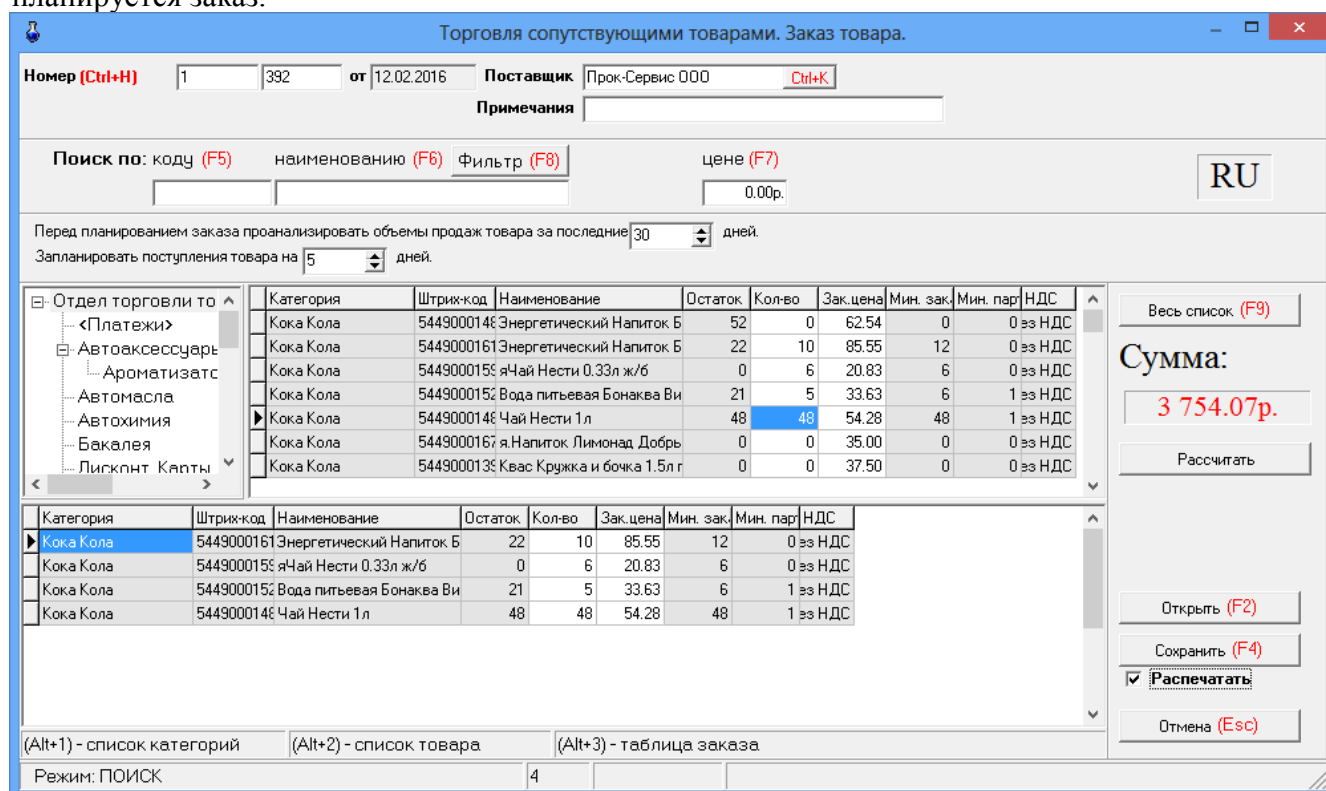 планируется заказ.
Торговля сопутствующими товарами. Заказ товара.
Номер (Ctrl+H) 1 392 от 12.02.2016 Поставщик Прок-Сервис ООО Ctrl+K
Примечания
Поиск по: коду (F5) наименованию (F6) Фильтр (F8) цене (F7)
0.00р.
RU
Перед планированием заказа проанализировать объемы продаж товара за последние 30 дней.
Запланировать поступления товара на 5 дней.
Отдел торговли то
<Платежи>
Автоаксессуары
Ароматизатс
Автомасла
Автохимия
Бакалея
Дисконт Карты
Категория Штрих-код Наименование Остаток Кол-во Зак.цена Мин. зак. Мин. пар НДС
Кока Кола 544900014 Энергетический Напиток Б 52 0 62.54 0 0 ез НДС
Кока Кола 5449000161 Энергетический Напиток Б 22 10 85.55 12 0 ез НДС
Кока Кола 544900015 яЧай Нести 0.33л ж/б 0 6 20.83 6 0 ез НДС
Кока Кола 544900015 Вода питьевая Бонаква Ви 21 5 33.63 6 1 ез НДС
Кока Кола 544900014 Чай Нести 1л 48 48 54.28 48 1 ез НДС
Кока Кола 544900016 я.Напиток Лимонад Добрь 0 0 35.00 0 0 ез НДС
Кока Кола 544900013 Квас Кружка и бочка 1.5л г 0 0 37.50 0 0 ез НДС
Весь список (F9)
Сумма:
3 754.07р.
Рассчитать
Категория Штрих-код Наименование Остаток Кол-во Зак.цена Мин. зак. Мин. пар НДС
Кока Кола 5449000161 Энергетический Напиток Б 22 10 85.55 12 0 ез НДС
Кока Кола 544900015 яЧай Нести 0.33л ж/б 0 6 20.83 6 0 ез НДС
Кока Кола 544900015 Вода питьевая Бонаква Ви 21 5 33.63 6 1 ез НДС
Кока Кола 544900014 Чай Нести 1л 48 48 54.28 48 1 ез НДС
Открыть (F2)
Сохранить (F4)
Распечатать
Отмена (Esc)
(Alt+1) - список категорий (Alt+2) - список товара (Alt+3) - таблица заказа
Режим: ПОИСК 4